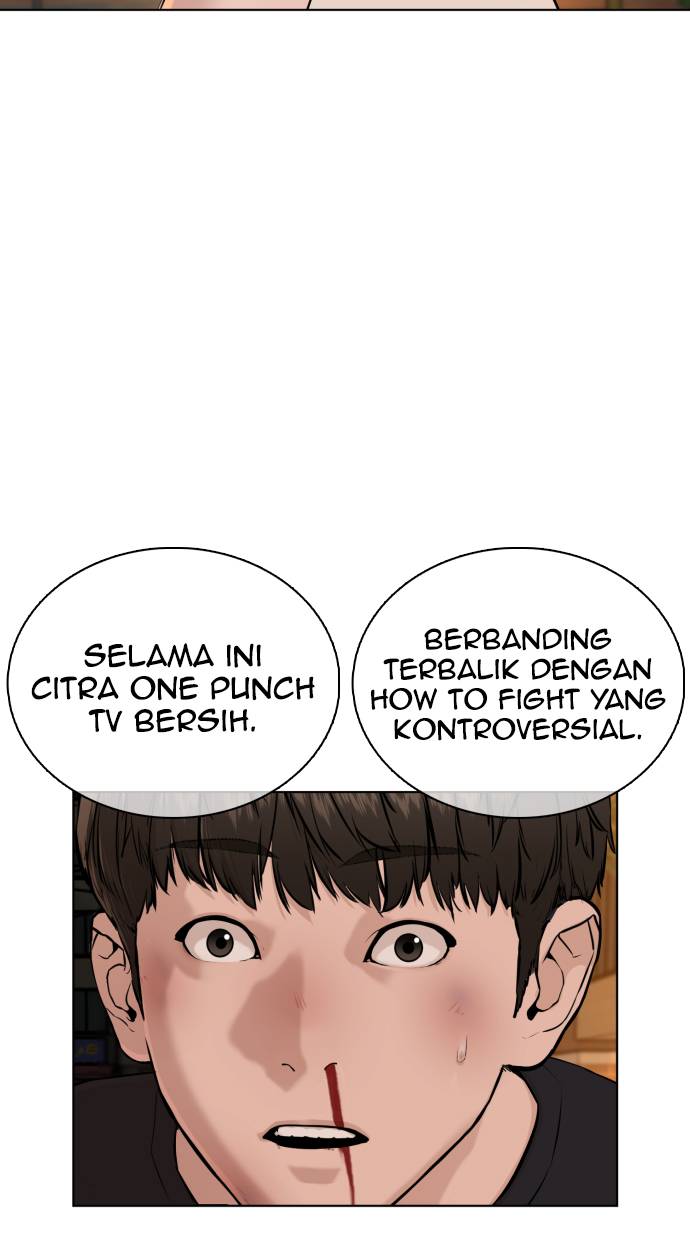 SELAMA INI
CITRA ONE PUNCH
TV BERSIH.
BERBANDING
TERBALIK DENGAN
HOW TO FIGHT YANG
KONTROVERSIAL.